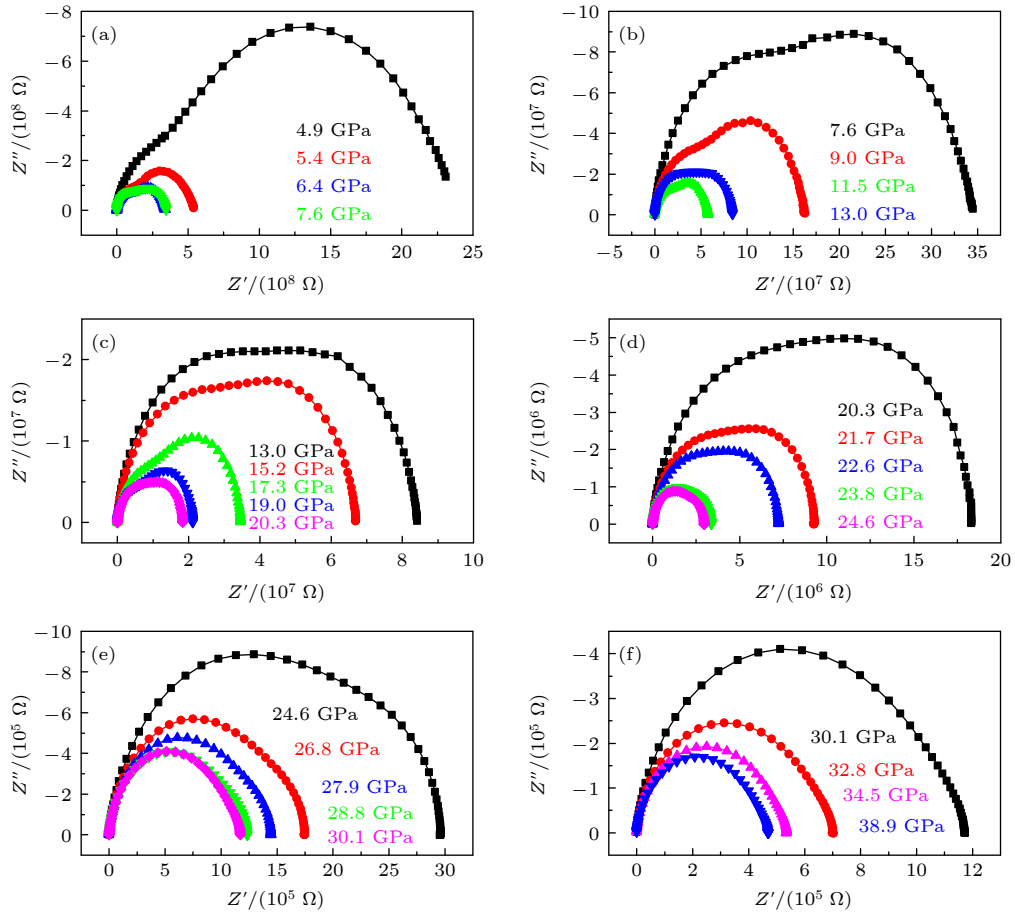 (a)
−8
−6
−4
−2
0
Z″/(10⁸ Ω)
4.9 GPa
5.4 GPa
6.4 GPa
7.6 GPa
0 5 10 15 20 25
Z′/(10⁸ Ω)
(b)
−10
−8
−6
−4
−2
0
Z″/(10⁷ Ω)
7.6 GPa
9.0 GPa
11.5 GPa
13.0 GPa
−5 0 5 10 15 20 25 30 35
Z′/(10⁷ Ω)
(c)
−2
−1
0
Z″/(10⁷ Ω)
13.0 GPa
15.2 GPa
17.3 GPa
19.0 GPa
20.3 GPa
0 2 4 6 8 10
Z′/(10⁷ Ω)
(d)
−5
−4
−3
−2
−1
0
Z″/(10⁶ Ω)
20.3 GPa
21.7 GPa
22.6 GPa
23.8 GPa
24.6 GPa
0 5 10 15 20
Z′/(10⁶ Ω)
(e)
−10
−8
−6
−4
−2
0
Z″/(10⁵ Ω)
24.6 GPa
26.8 GPa
27.9 GPa
28.8 GPa
30.1 GPa
0 5 10 15 20 25 30
Z′/(10⁵ Ω)
(f)
−4
−3
−2
−1
0
Z″/(10⁵ Ω)
30.1 GPa
32.8 GPa
34.5 GPa
38.9 GPa
0 2 4 6 8 10 12
Z′/(10⁵ Ω)